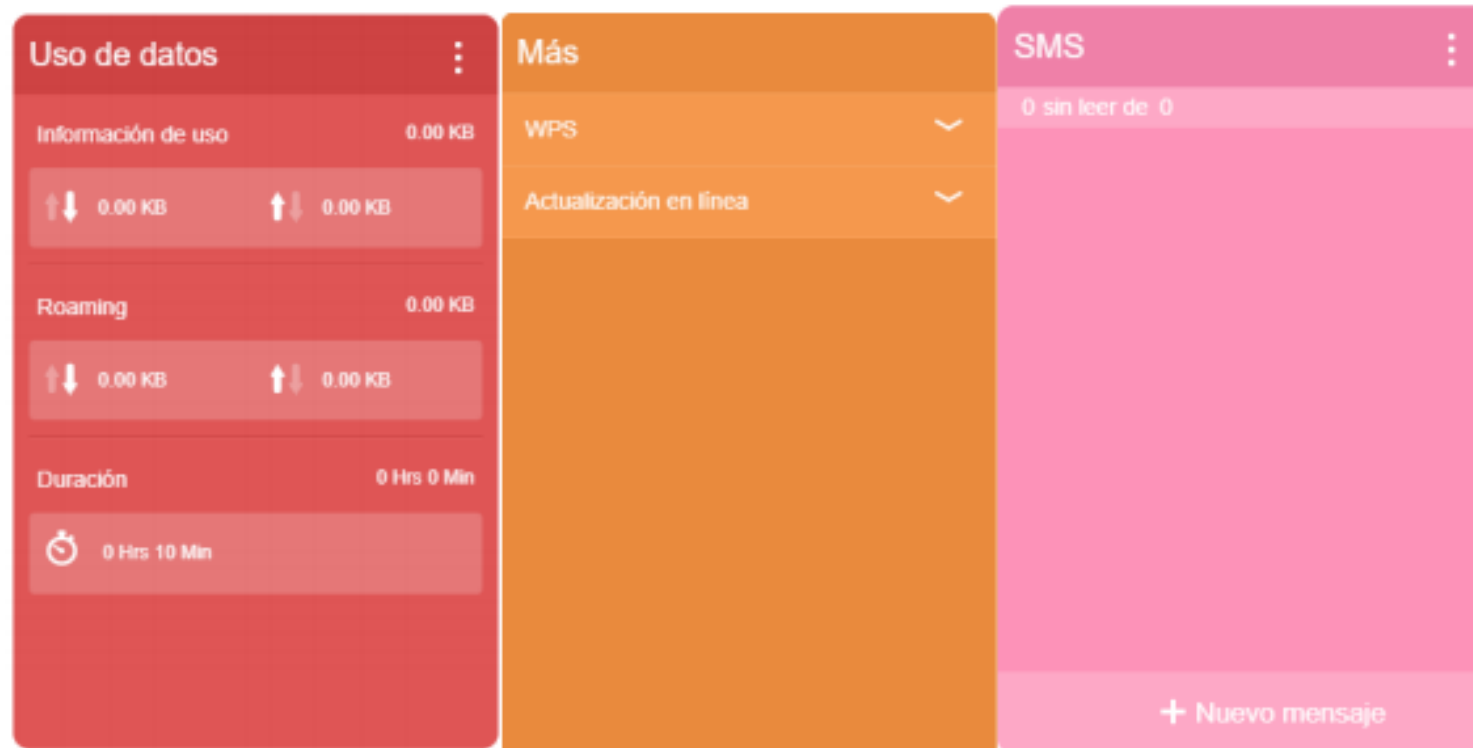 Uso de datos
Información de uso 0.00 KB
0.00 KB 0.00 KB
Roaming 0.00 KB
0.00 KB 0.00 KB
Duración 0 Hrs 0 Min
0 Hrs 10 Min
Más
WPS
Actualización en línea
SMS
0 sin leer de 0
+ Nuevo mensaje